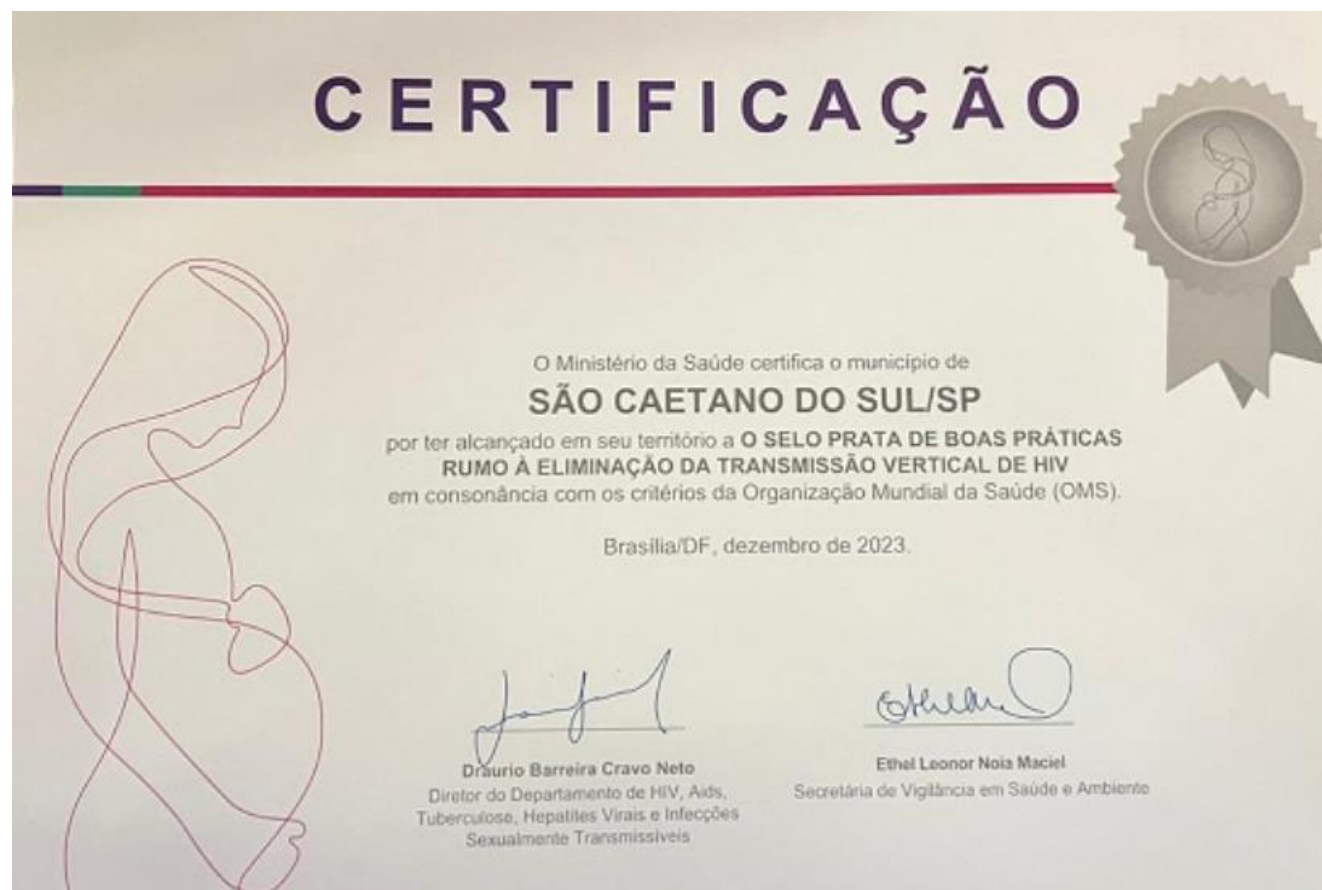 CERTIFICAÇÃO
O Ministério da Saúde certifica o município de
SÃO CAETANO DO SUL/SP
por ter alcançado em seu território a O SELO PRATA DE BOAS PRÁTICAS
RUMO À ELIMINAÇÃO DA TRANSMISSÃO VERTICAL DE HIV
em consonância com os critérios da Organização Mundial da Saúde (OMS).
Brasília/DF, dezembro de 2023.
Draurio Barreira Cravo Neto
Diretor do Departamento de HIV, Aids,
Tuberculose, Hepatites Virais e Infecções
Sexualmente Transmissíveis
Ethel Leonor Noia Maciel
Secretária de Vigilância em Saúde e Ambiente